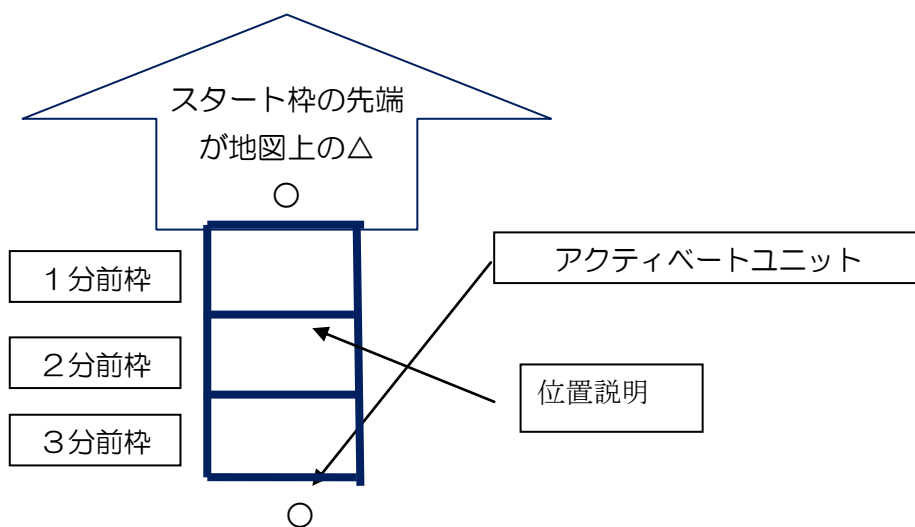 スタート枠の先端
が地図上の△
○
１分前枠
アクティベートユニット
２分前枠
位置説明
３分前枠
○